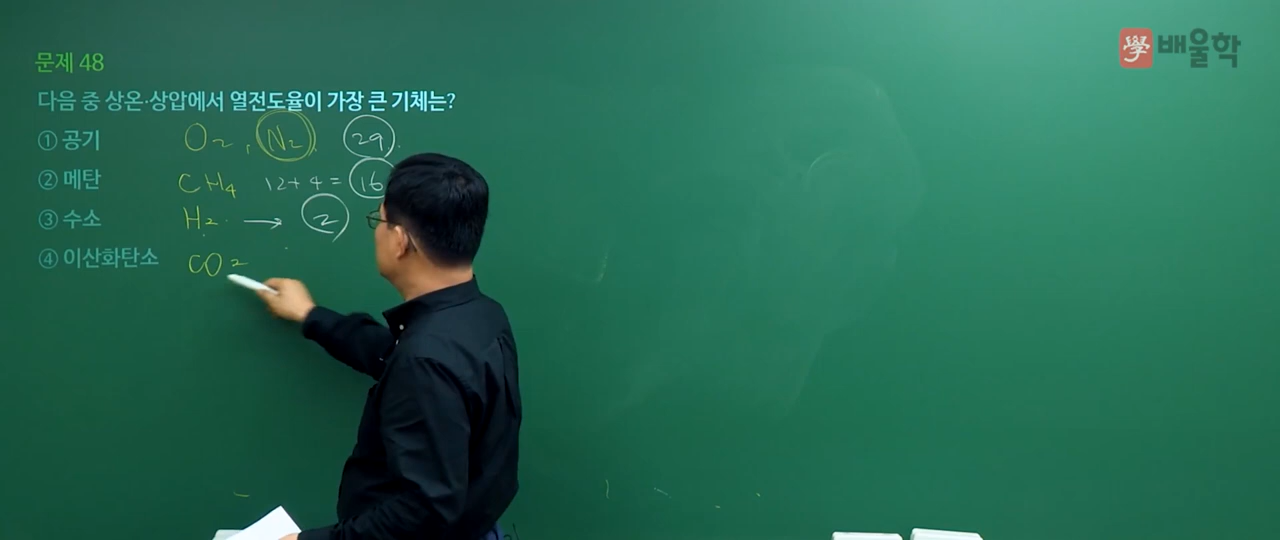 學 배울학
문제 48
다음 중 상온·상압에서 열전도율이 가장 큰 기체는?
① 공기 O2, N2, 29
② 메탄 CH4 12+4= 16
③ 수소 H2 → 2
④ 이산화탄소 CO2